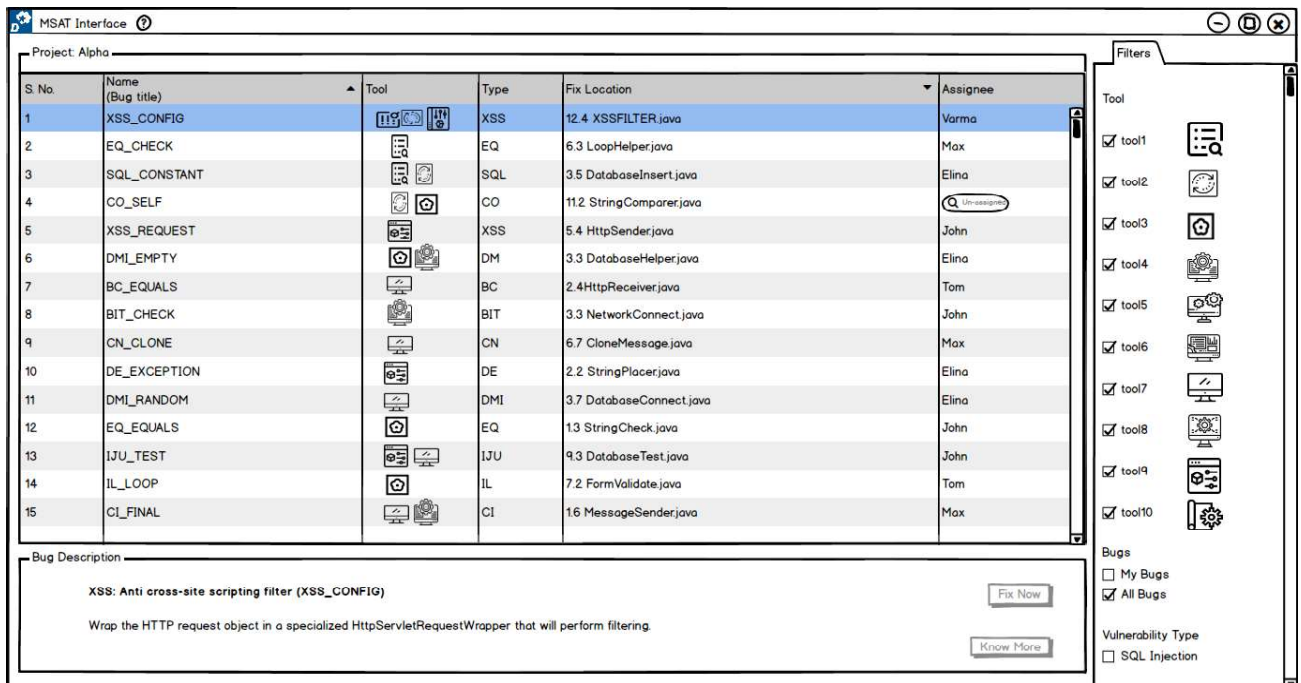 MSAT Interface ?
Project: Alpha
S. No. Name (Bug title) Tool Type Fix Location Assignee
1 XSS_CONFIG XSS 12.4 XSSFILTER.java Varma
2 EQ_CHECK EQ 6.3 LoopHelper.java Max
3 SQL_CONSTANT SQL 3.5 DatabaseInsert.java Elina
4 CO_SELF CO 11.2 StringComparer.java Un-assigned
5 XSS_REQUEST XSS 5.4 HttpSender.java John
6 DMI_EMPTY DM 3.3 DatabaseHelper.java Elina
7 BC_EQUALS BC 2.4HttpReceiver.java Tom
8 BIT_CHECK BIT 3.3 NetworkConnect.java John
9 CN_CLONE CN 6.7 CloneMessage.java Max
10 DE_EXCEPTION DE 2.2 StringPlacer.java Elina
11 DMI_RANDOM DMI 3.7 DatabaseConnect.java Elina
12 EQ_EQUALS EQ 1.3 StringCheck.java John
13 IJU_TEST IJU 9.3 DatabaseTest.java John
14 IL_LOOP IL 7.2 FormValidate.java Tom
15 CI_FINAL CI 1.6 MessageSender.java Max
Bug Description
XSS: Anti cross-site scripting filter (XSS_CONFIG)
Fix Now
Wrap the HTTP request object in a specialized HttpServletRequestWrapper that will perform filtering.
Know More
Filters
Tool
tool1
tool2
tool3
tool4
tool5
tool6
tool7
tool8
tool9
tool10
Bugs
My Bugs
All Bugs
Vulnerability Type
SQL Injection